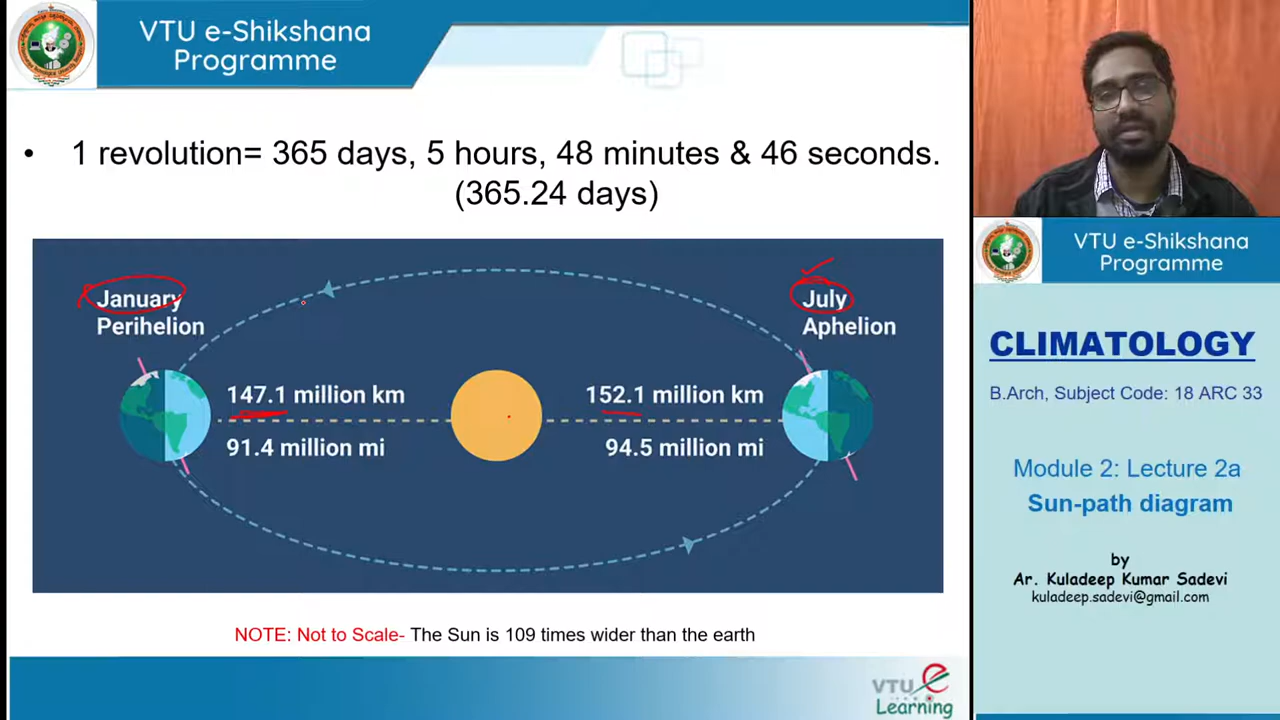 VTU e-Shikshana
Programme
• 1 revolution= 365 days, 5 hours, 48 minutes & 46 seconds.
(365.24 days)
January
Perihelion
July
Aphelion
147.1 million km
91.4 million mi
152.1 million km
94.5 million mi
NOTE: Not to Scale- The Sun is 109 times wider than the earth
VTU e
Learning
VTU e-Shikshana
Programme
CLIMATOLOGY
B.Arch, Subject Code: 18 ARC 33
Module 2: Lecture 2a
Sun-path diagram
by
Ar. Kuladeep Kumar Sadevi
kuladeep.sadevi@gmail.com